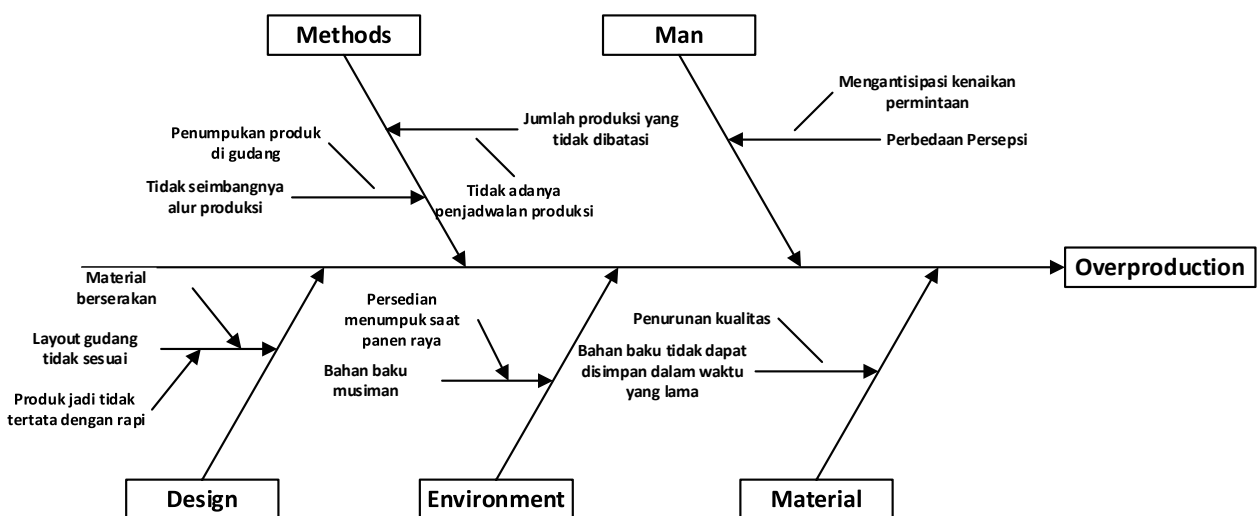 Methods
Man
Mengantisipasi kenaikan
permintaan
Perbedaan Persepsi
Jumlah produksi yang
tidak dibatasi
Penumpukan produk
di gudang
Tidak seimbangnya
alur produksi
Tidak adanya
penjadwalan produksi
Overproduction
Material
berserakan
Layout gudang
tidak sesuai
Produk jadi tidak
tertata dengan rapi
Persedian
menumpuk saat
panen raya
Bahan baku
musiman
Penurunan kualitas
Bahan baku tidak dapat
disimpan dalam waktu
yang lama
Design
Environment
Material